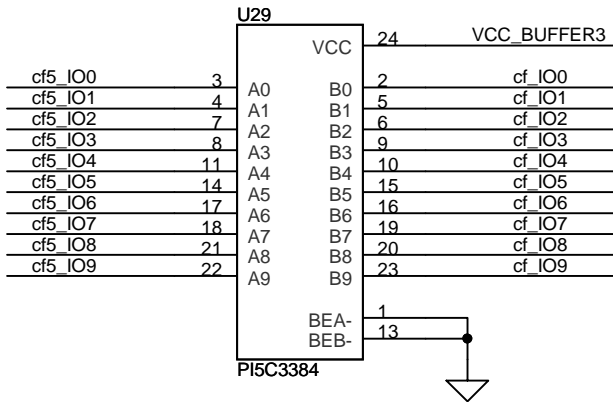 U29
VCC 24 VCC_BUFFER3
cf5_IO0 3 A0 B0 2 cf_IO0
cf5_IO1 4 A1 B1 5 cf_IO1
cf5_IO2 7 A2 B2 6 cf_IO2
cf5_IO3 8 A3 B3 9 cf_IO3
cf5_IO4 11 A4 B4 10 cf_IO4
cf5_IO5 14 A5 B5 15 cf_IO5
cf5_IO6 17 A6 B6 16 cf_IO6
cf5_IO7 18 A7 B7 19 cf_IO7
cf5_IO8 21 A8 B8 20 cf_IO8
cf5_IO9 22 A9 B9 23 cf_IO9
BEA- 1
BEB- 13
PI5C3384